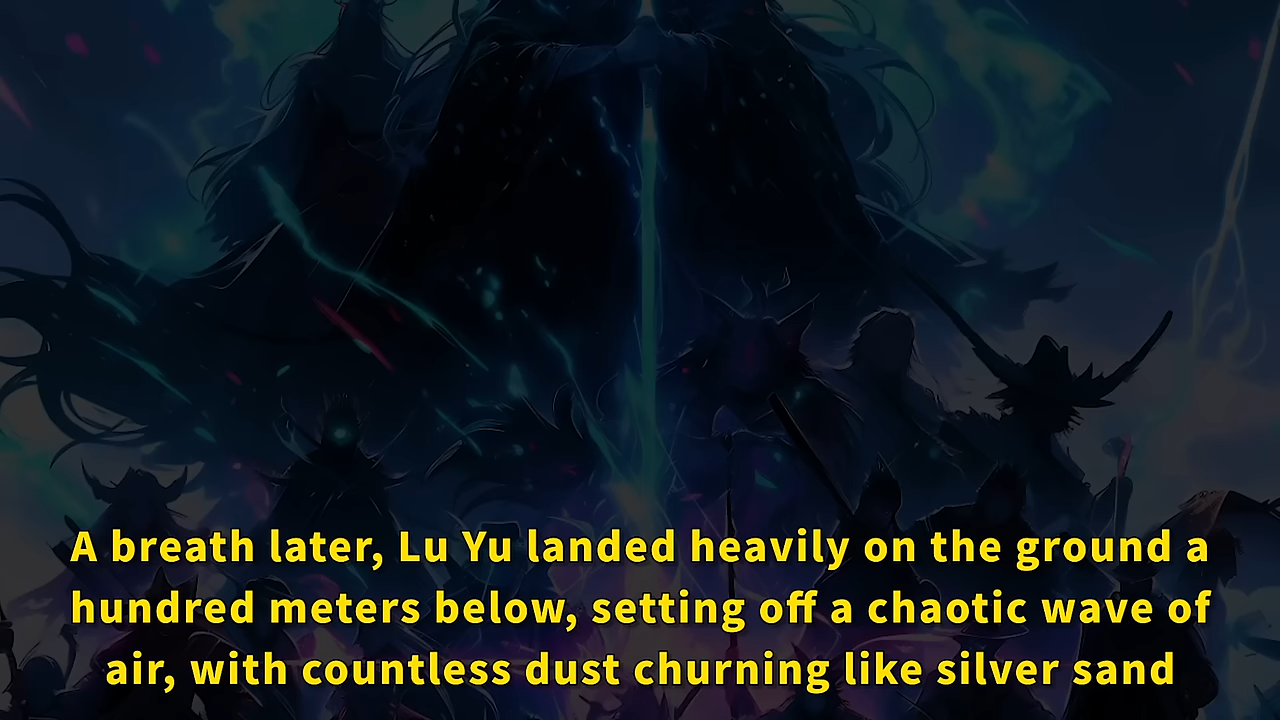 A breath later, Lu Yu landed heavily on the ground a
hundred meters below, setting off a chaotic wave of
air, with countless dust churning like silver sand